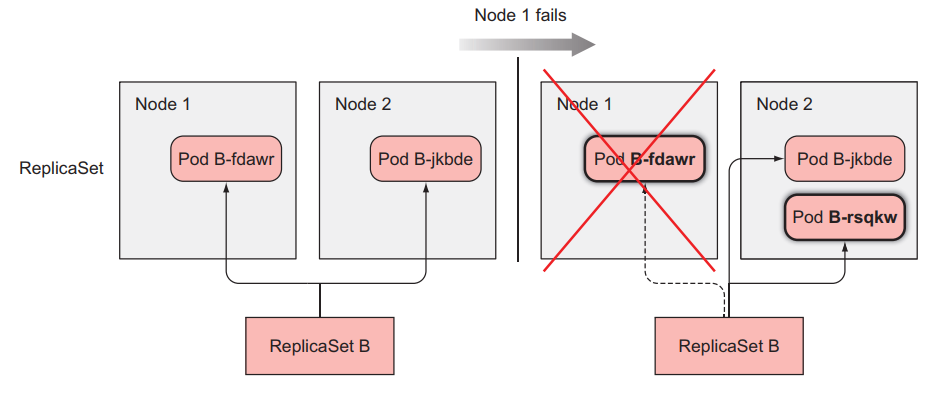 Node 1 fails
Node 1
Node 2
Node 1
Node 2
ReplicaSet
Pod B-fdawr
Pod B-jkbde
Pod B-fdawr
Pod B-jkbde
Pod B-rsqkw
ReplicaSet B
ReplicaSet B